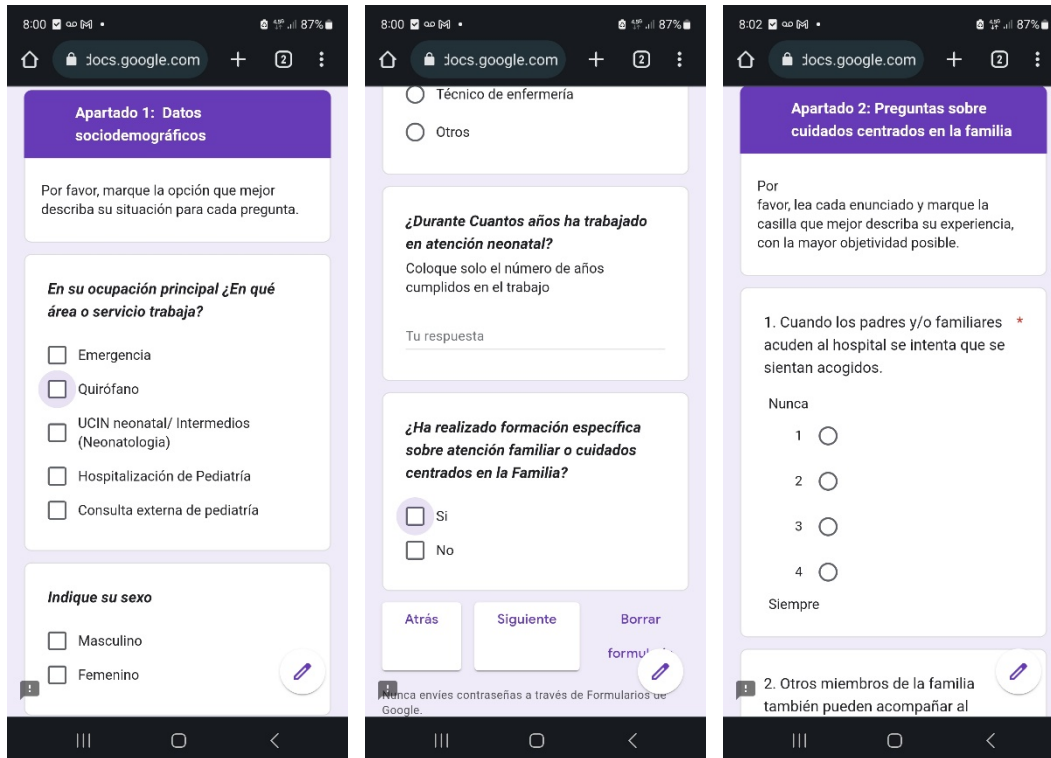 8:00
87%
docs.google.com
2
Apartado 1: Datos
sociodemográficos
Por favor, marque la opción que mejor
describa su situación para cada pregunta.
En su ocupación principal ¿En qué
área o servicio trabaja?
Emergencia
Quirófano
UCIN neonatal/ Intermedios
(Neonatologia)
Hospitalización de Pediatría
Consulta externa de pediatría
Indique su sexo
Masculino
Femenino
8:00
87%
docs.google.com
2
Técnico de enfermería
Otros
¿Durante Cuantos años ha trabajado
en atención neonatal?
Coloque solo el número de años
cumplidos en el trabajo
Tu respuesta
¿Ha realizado formación específica
sobre atención familiar o cuidados
centrados en la Familia?
Si
No
Atrás
Siguiente
Borrar
Nunca envíes contraseñas a través de Formularios de
Google.
8:02
87%
docs.google.com
2
Apartado 2: Preguntas sobre
cuidados centrados en la familia
Por
favor, lea cada enunciado y marque la
casilla que mejor describa su experiencia,
con la mayor objetividad posible.
1. Cuando los padres y/o familiares *
acuden al hospital se intenta que se
sientan acogidos.
Nunca
1
2
3
4
Siempre
2. Otros miembros de la familia
también pueden acompañar al